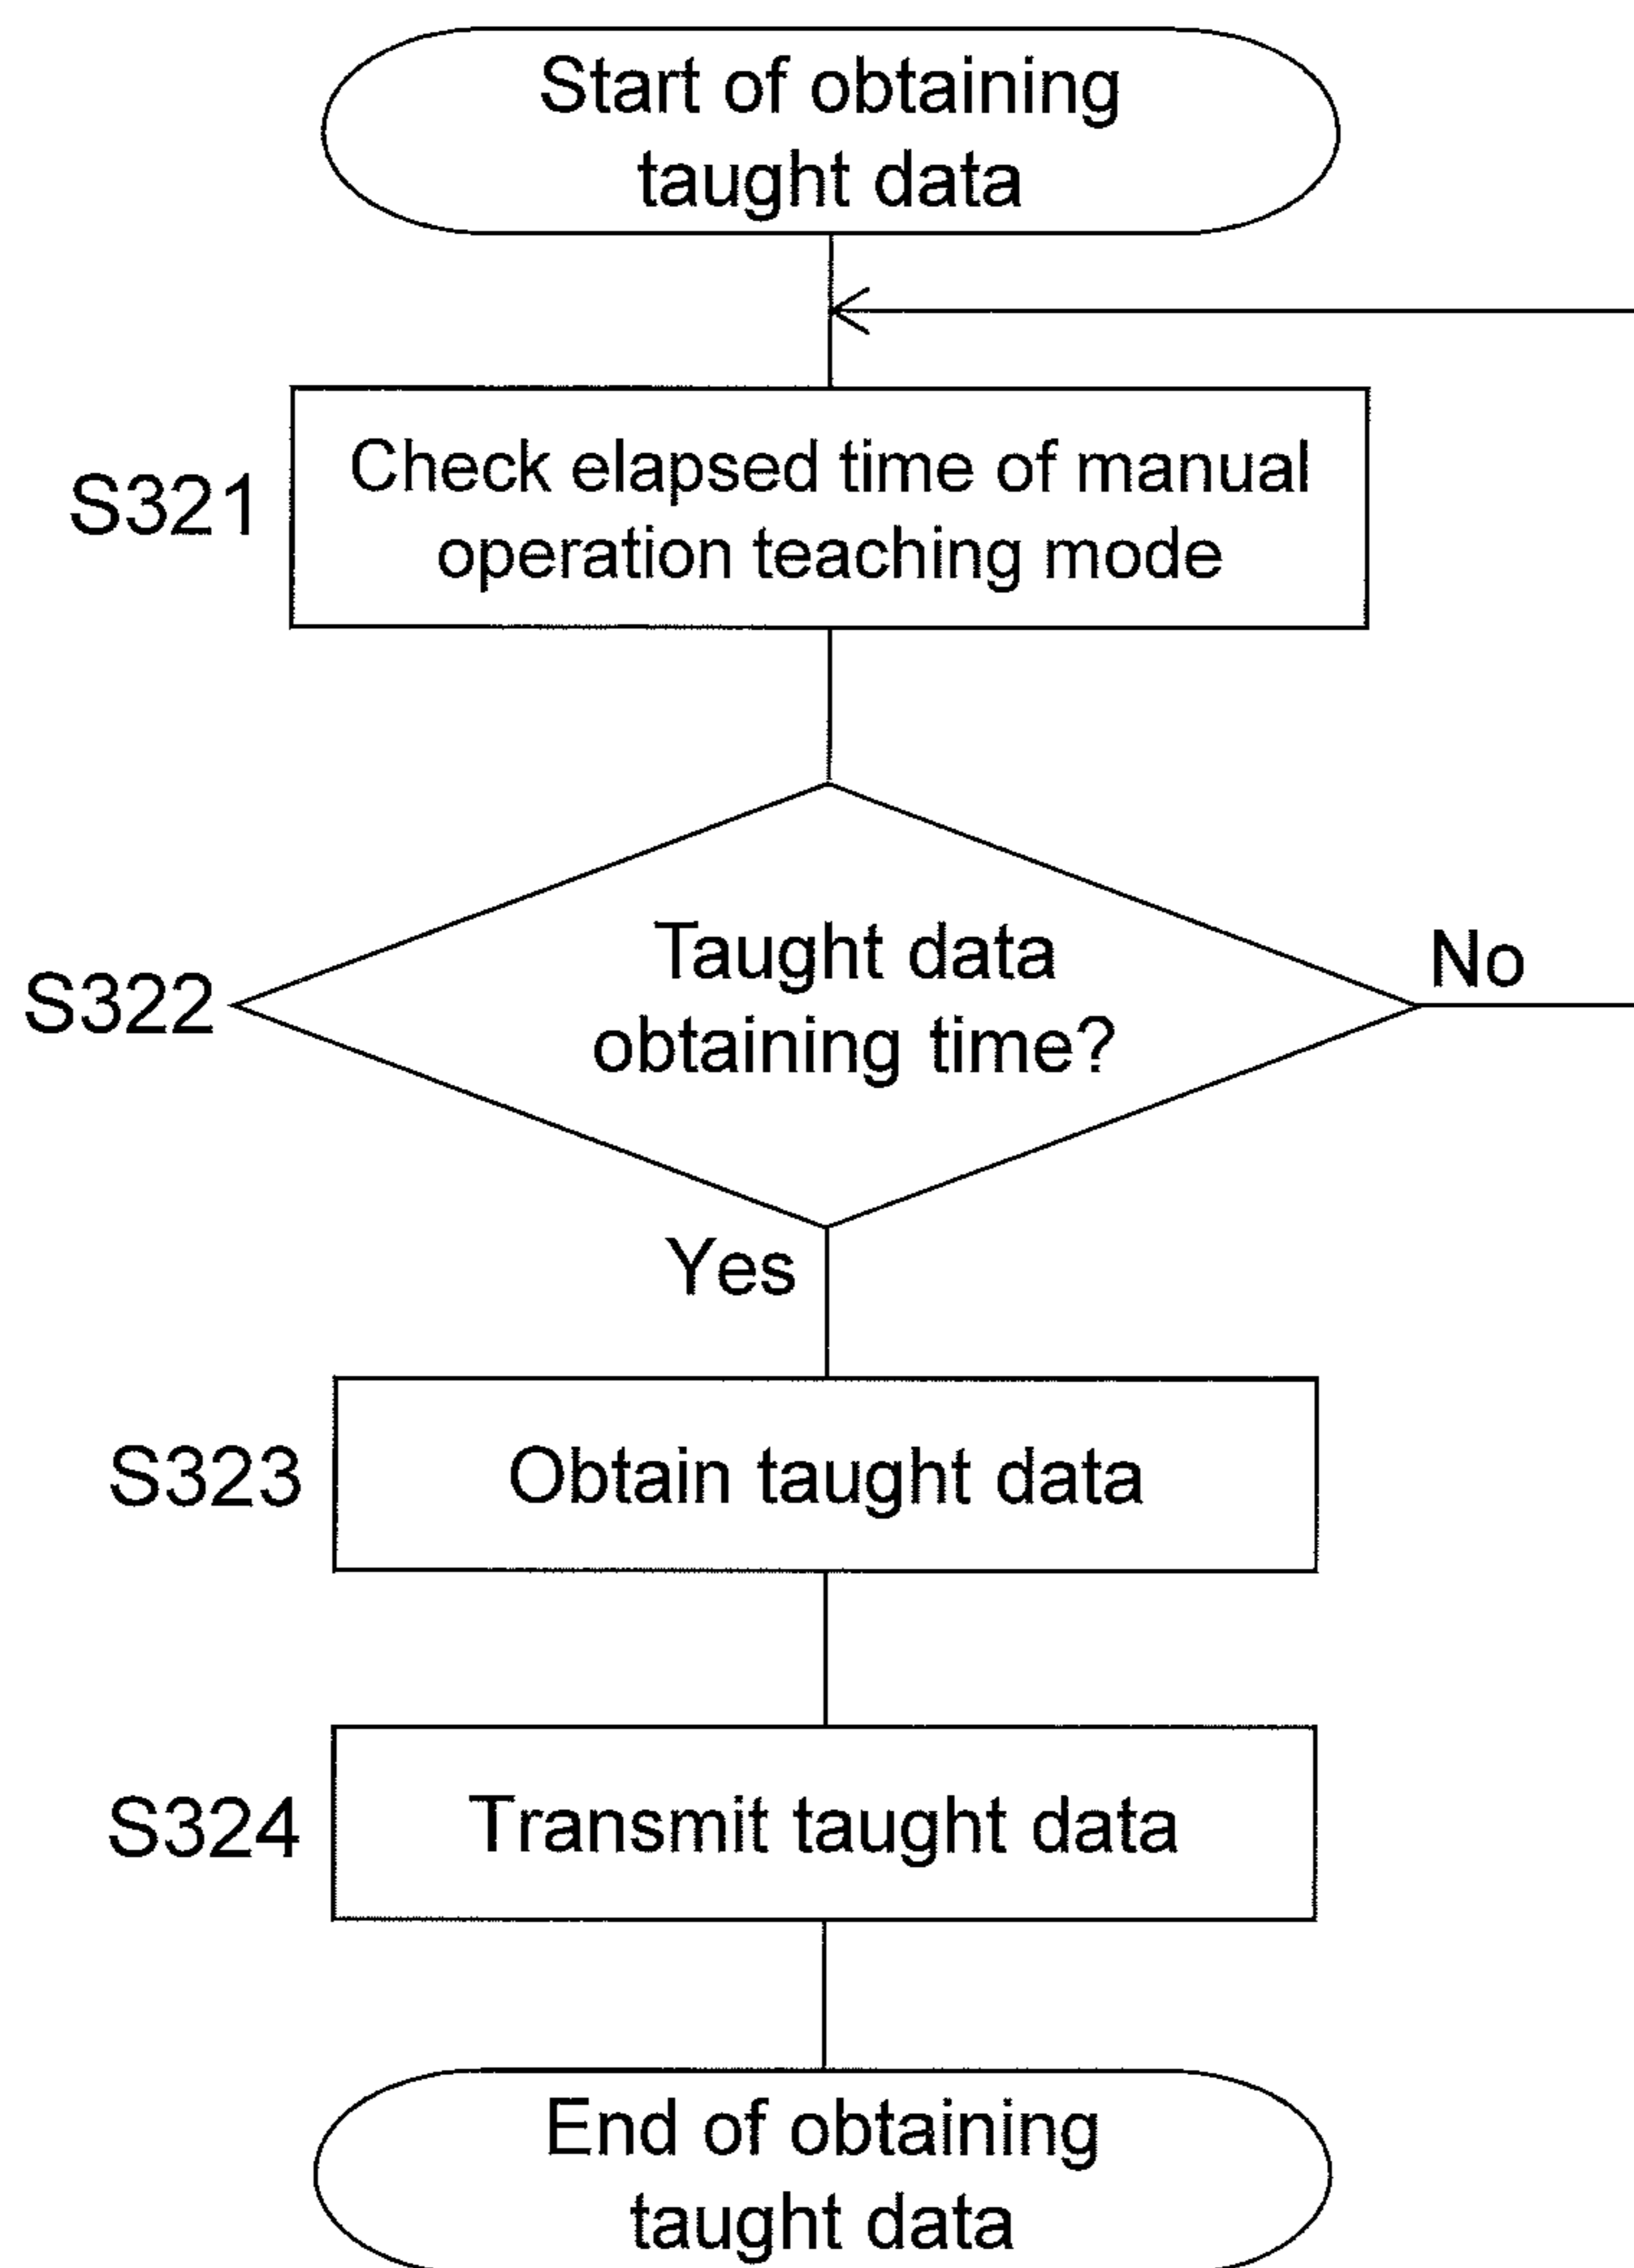 Start of obtaining
taught data
S321
Check elapsed time of manual
operation teaching mode
S322
Taught data
obtaining time?
No
Yes
S323
Obtain taught data
S324
Transmit taught data
End of obtaining
taught data